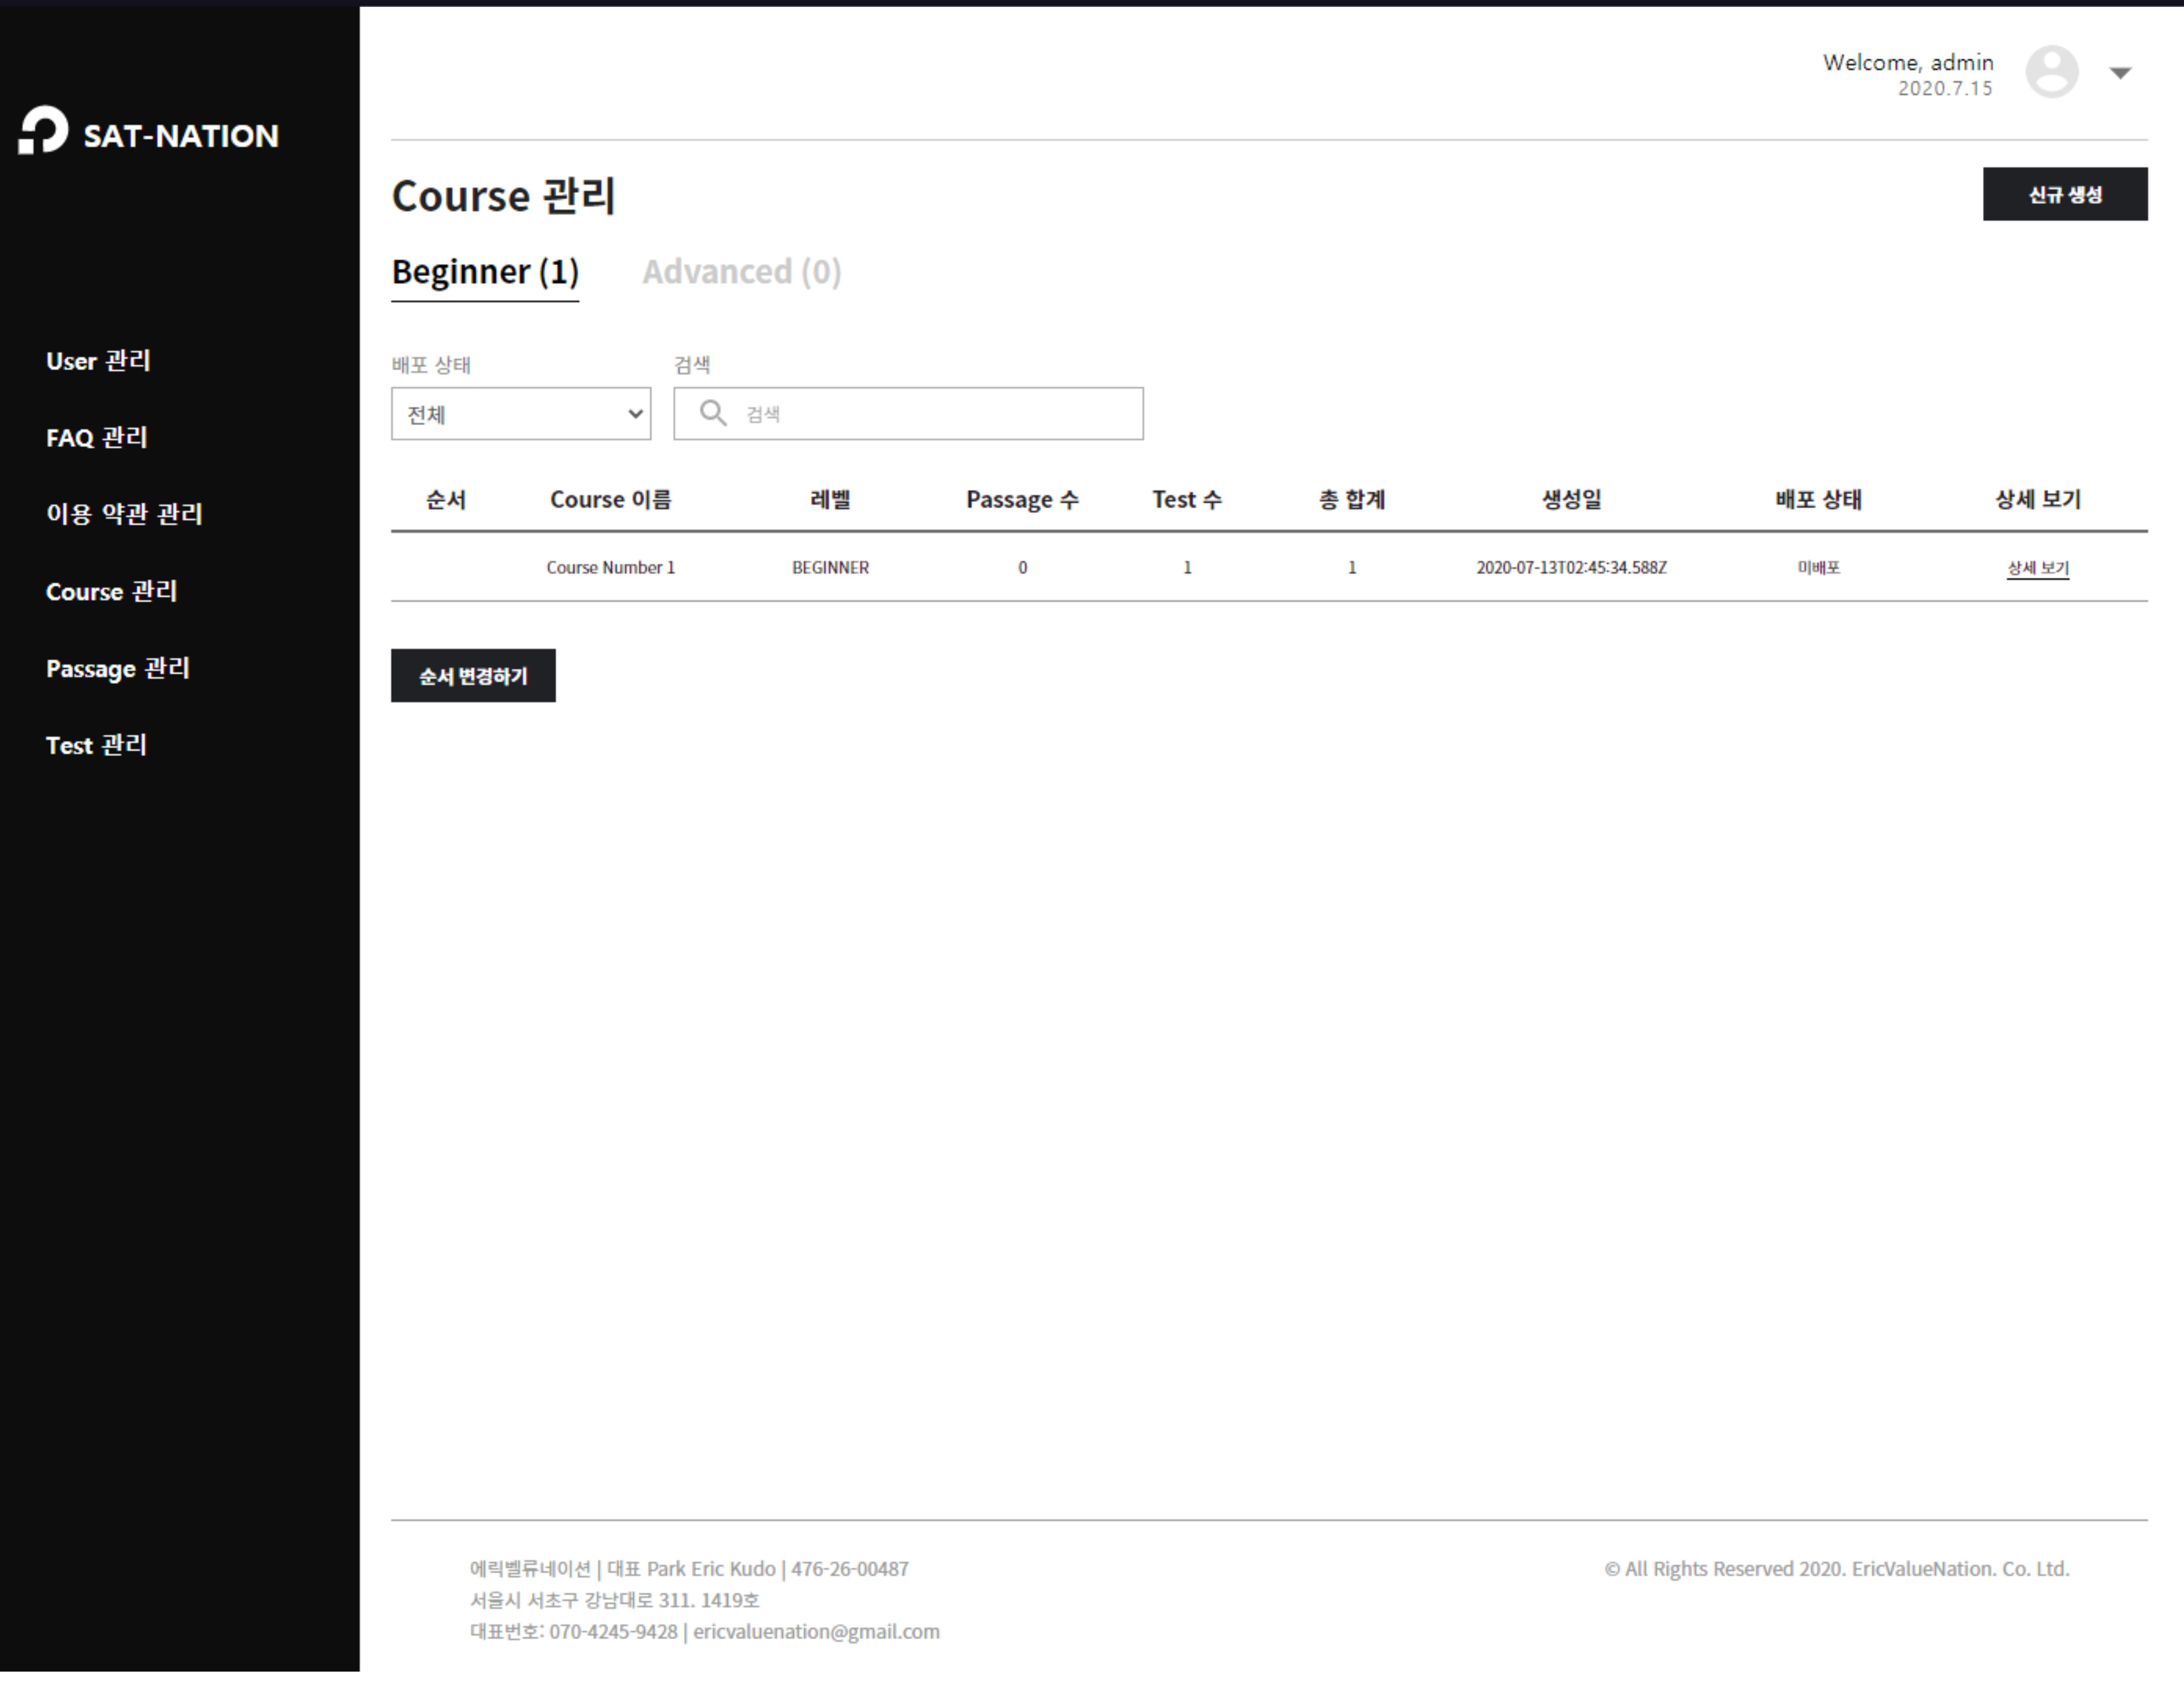 Welcome, admin
2020.7.15
SAT-NATION
User 관리
FAQ 관리
이용 약관 관리
Course 관리
Passage 관리
Test 관리
Course 관리
신규 생성
Beginner (1) Advanced (0)
배포 상태 검색
전체 검색
순서 Course 이름 레벨 Passage 수 Test 수 총 합계 생성일 배포 상태 상세 보기
Course Number 1 BEGINNER 0 1 1 2020-07-13T02:45:34.588Z 미배포 상세 보기
순서 변경하기
에릭벨류네이션 | 대표 Park Eric Kudo | 476-26-00487
서울시 서초구 강남대로 311. 1419호
대표번호: 070-4245-9428 | ericvaluenation@gmail.com
© All Rights Reserved 2020. EricValueNation. Co. Ltd.